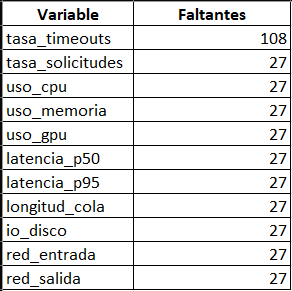 Variable Faltantes
tasa_timeouts 108
tasa_solicitudes 27
uso_cpu 27
uso_memoria 27
uso_gpu 27
latencia_p50 27
latencia_p95 27
longitud_cola 27
io_disco 27
red_entrada 27
red_salida 27